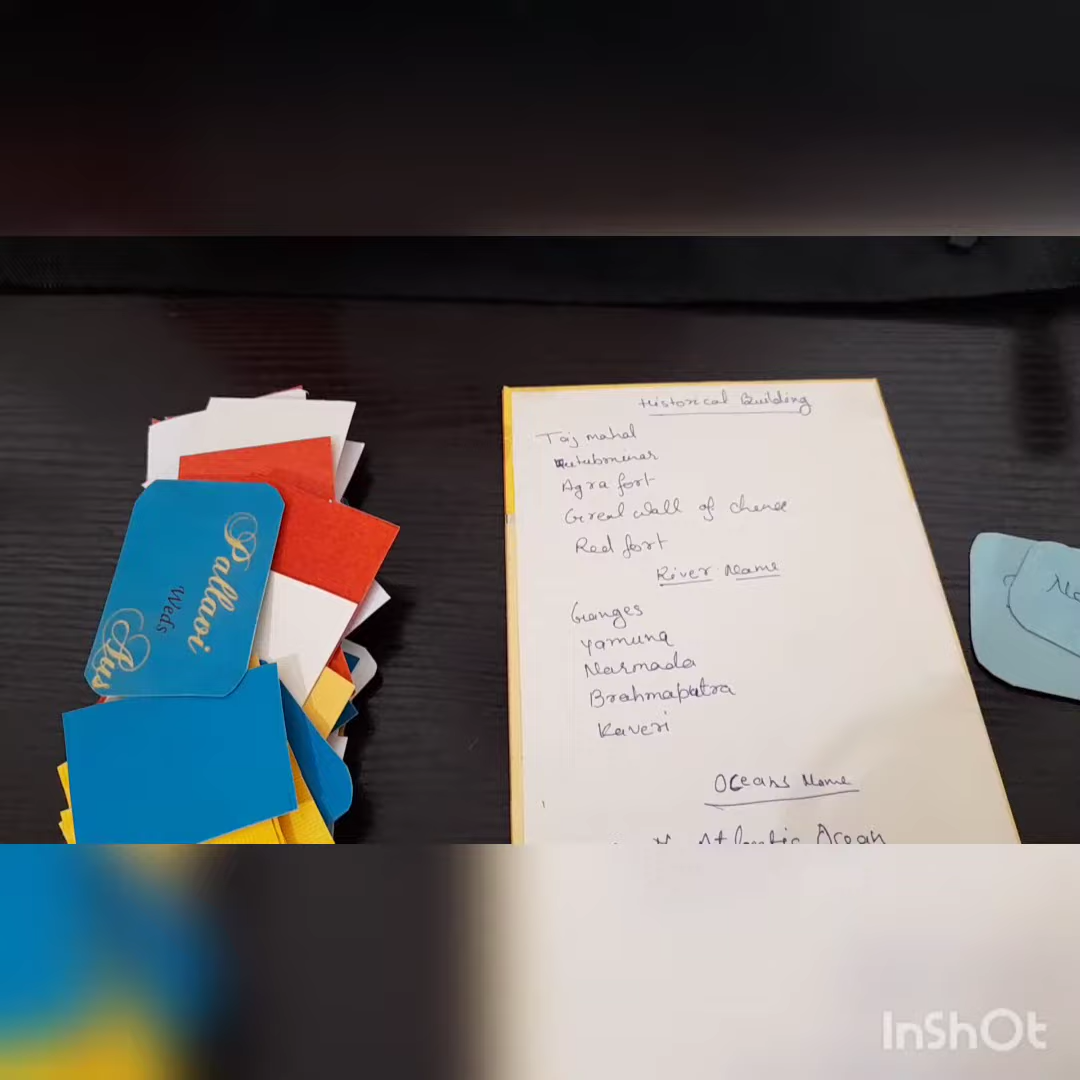 Historical Building
Taj mahal
Qutubminar
Agra fort
Great wall of
Red fort
River Name
Ganges
Yamuna
Narmada
Brahmaputra
Kaveri
Oceans Name
Atlantic Ocean
Pallavi
Weds
InShOt